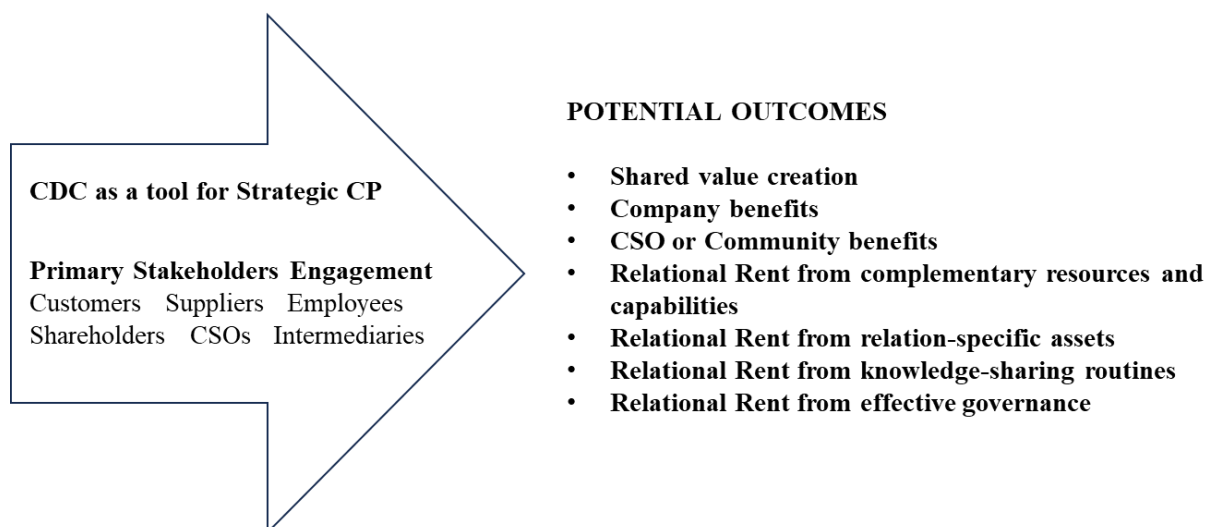 CDC as a tool for Strategic CP
Primary Stakeholders Engagement
Customers Suppliers Employees
Shareholders CSOs Intermediaries
POTENTIAL OUTCOMES
• Shared value creation
• Company benefits
• CSO or Community benefits
• Relational Rent from complementary resources and
capabilities
• Relational Rent from relation-specific assets
• Relational Rent from knowledge-sharing routines
• Relational Rent from effective governance